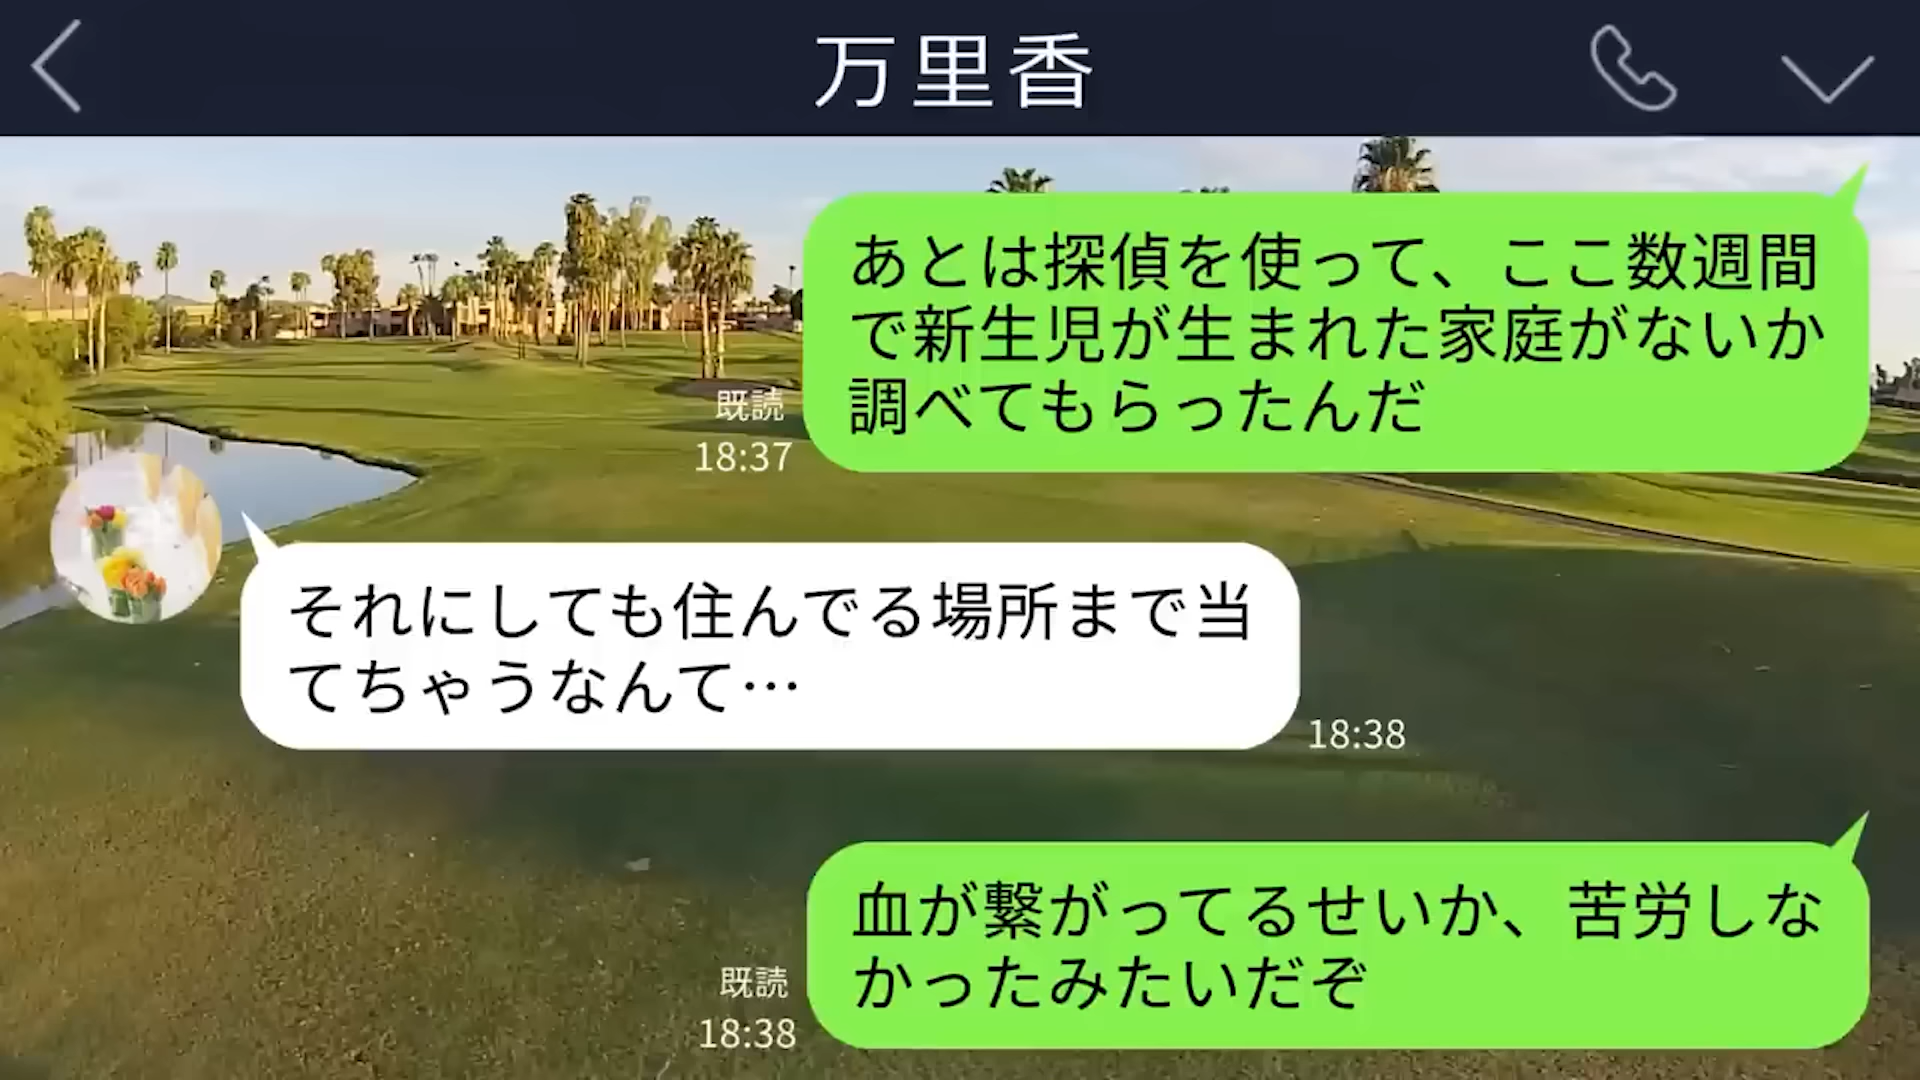 万里香
あとは探偵を使って、ここ数週間
で新生児が生まれた家庭がないか
調べてもらったんだ
既読
18:37
それにしても住んでる場所まで当
てちゃうなんて…
18:38
血が繋がってるせいか、苦労しな
かったみたいだぞ
既読
18:38